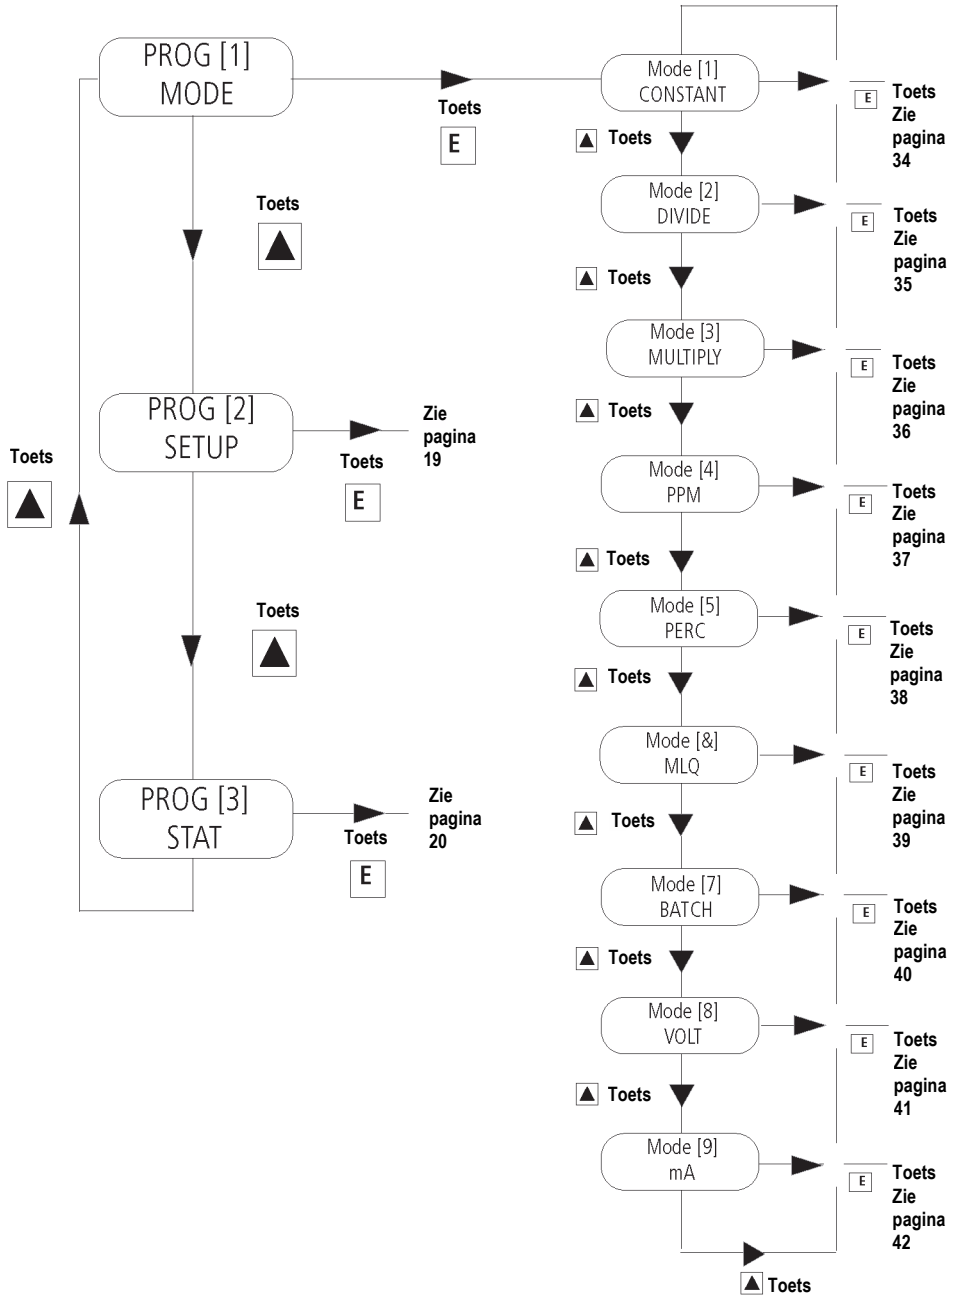 PROG [1]
MODE
Toets
E
Toets
PROG [2]
SETUP
Zie
pagina
19
Toets
E
Toets
Toets
PROG [3]
STAT
Zie
pagina
20
Toets
E
Mode [1]
CONSTANT
E
Toets
Zie
pagina
34
Toets
Mode [2]
DIVIDE
E
Toets
Zie
pagina
35
Toets
Mode [3]
MULTIPLY
E
Toets
Zie
pagina
36
Toets
Mode [4]
PPM
E
Toets
Zie
pagina
37
Toets
Mode [5]
PERC
E
Toets
Zie
pagina
38
Toets
Mode [&]
MLQ
E
Toets
Zie
pagina
39
Toets
Mode [7]
BATCH
E
Toets
Zie
pagina
40
Toets
Mode [8]
VOLT
E
Toets
Zie
pagina
41
Toets
Mode [9]
mA
E
Toets
Zie
pagina
42
Toets